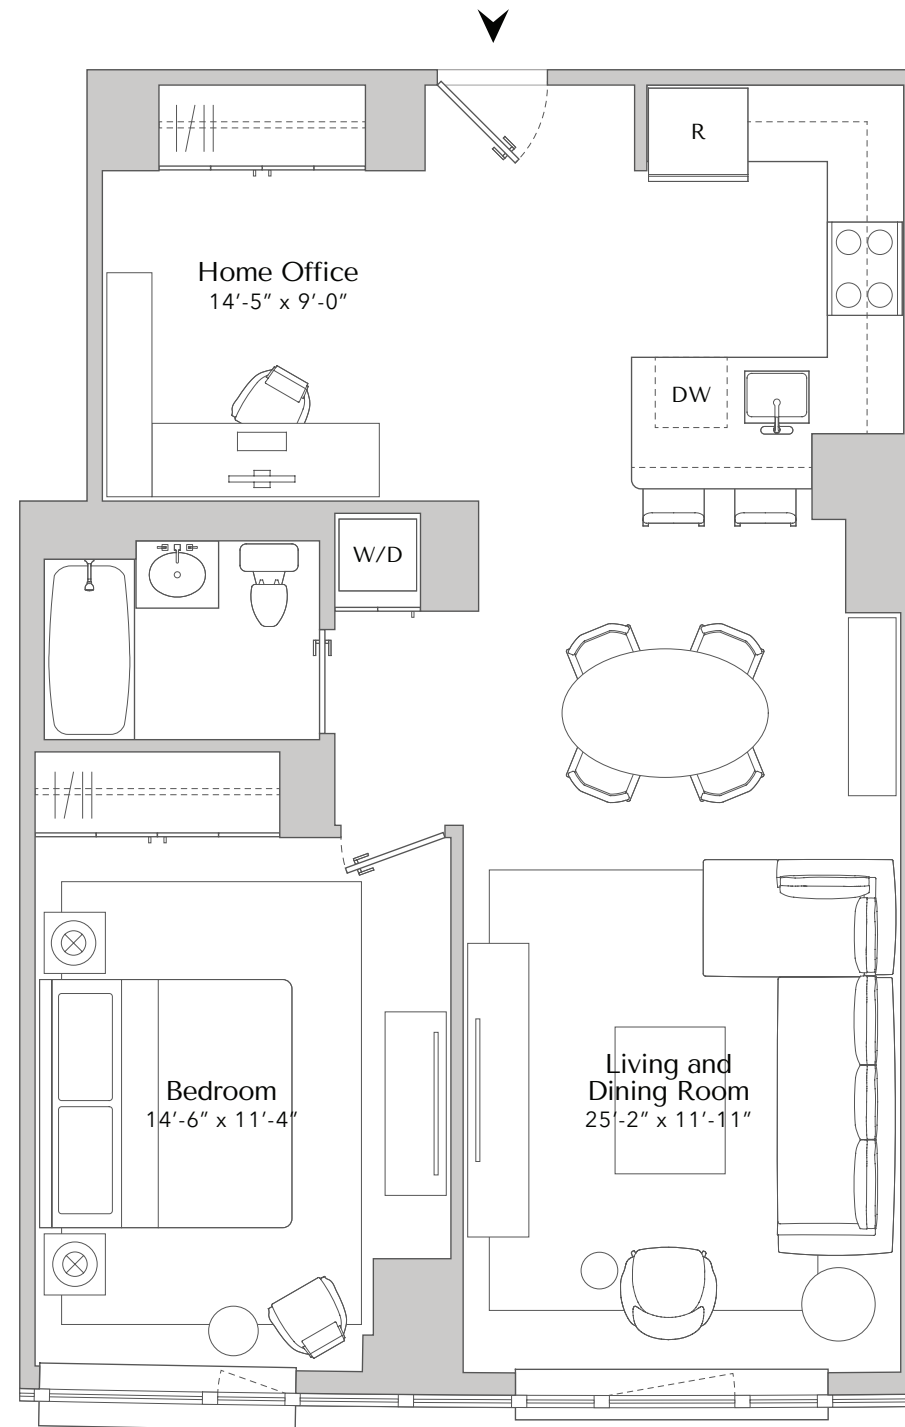 R
Home Office
14'-5" x 9'-0"
DW
W/D
Living and
Dining Room
25'-2" x 11'-11"
Bedroom
14'-6" x 11'-4"